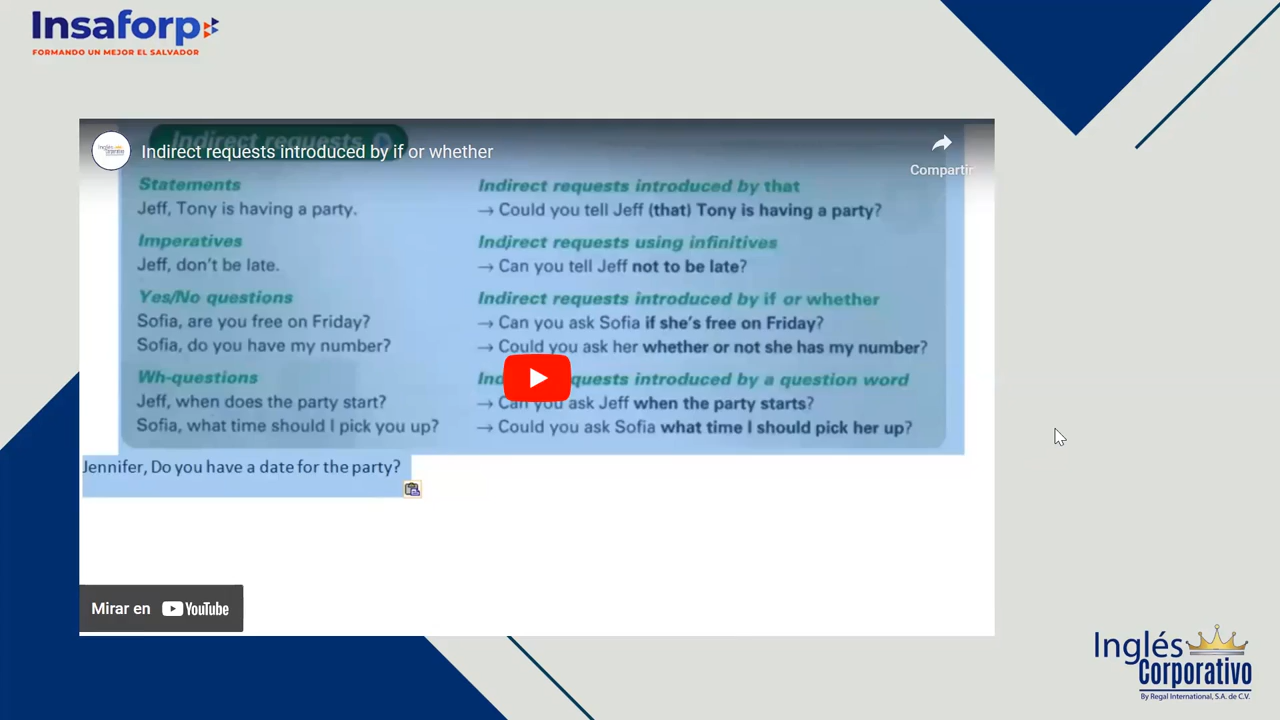 Insaforp
FORMANDO UN MEJOR EL SALVADOR
Indirect requests
Indirect requests introduced by if or whether
Compartir
Statements
Jeff, Tony is having a party.
Imperatives
Jeff, don't be late.
Yes/No questions
Sofia, are you free on Friday?
Sofia, do you have my number?
Wh-questions
Jeff, when does the party start?
Sofia, what time should I pick you up?
Indirect requests introduced by that
→ Could you tell Jeff (that) Tony is having a party?
Indirect requests using infinitives
→ Can you tell Jeff not to be late?
Indirect requests introduced by if or whether
→ Can you ask Sofia if she's free on Friday?
→ Could you ask her whether or not she has my number?
Ind quests introduced by a question word
→ Can you ask Jeff when the party starts?
→ Could you ask Sofia what time I should pick her up?
Jennifer, Do you have a date for the party?
Mirar en YouTube
Inglés
Corporativo
By Regal International, S.A. de C.V.